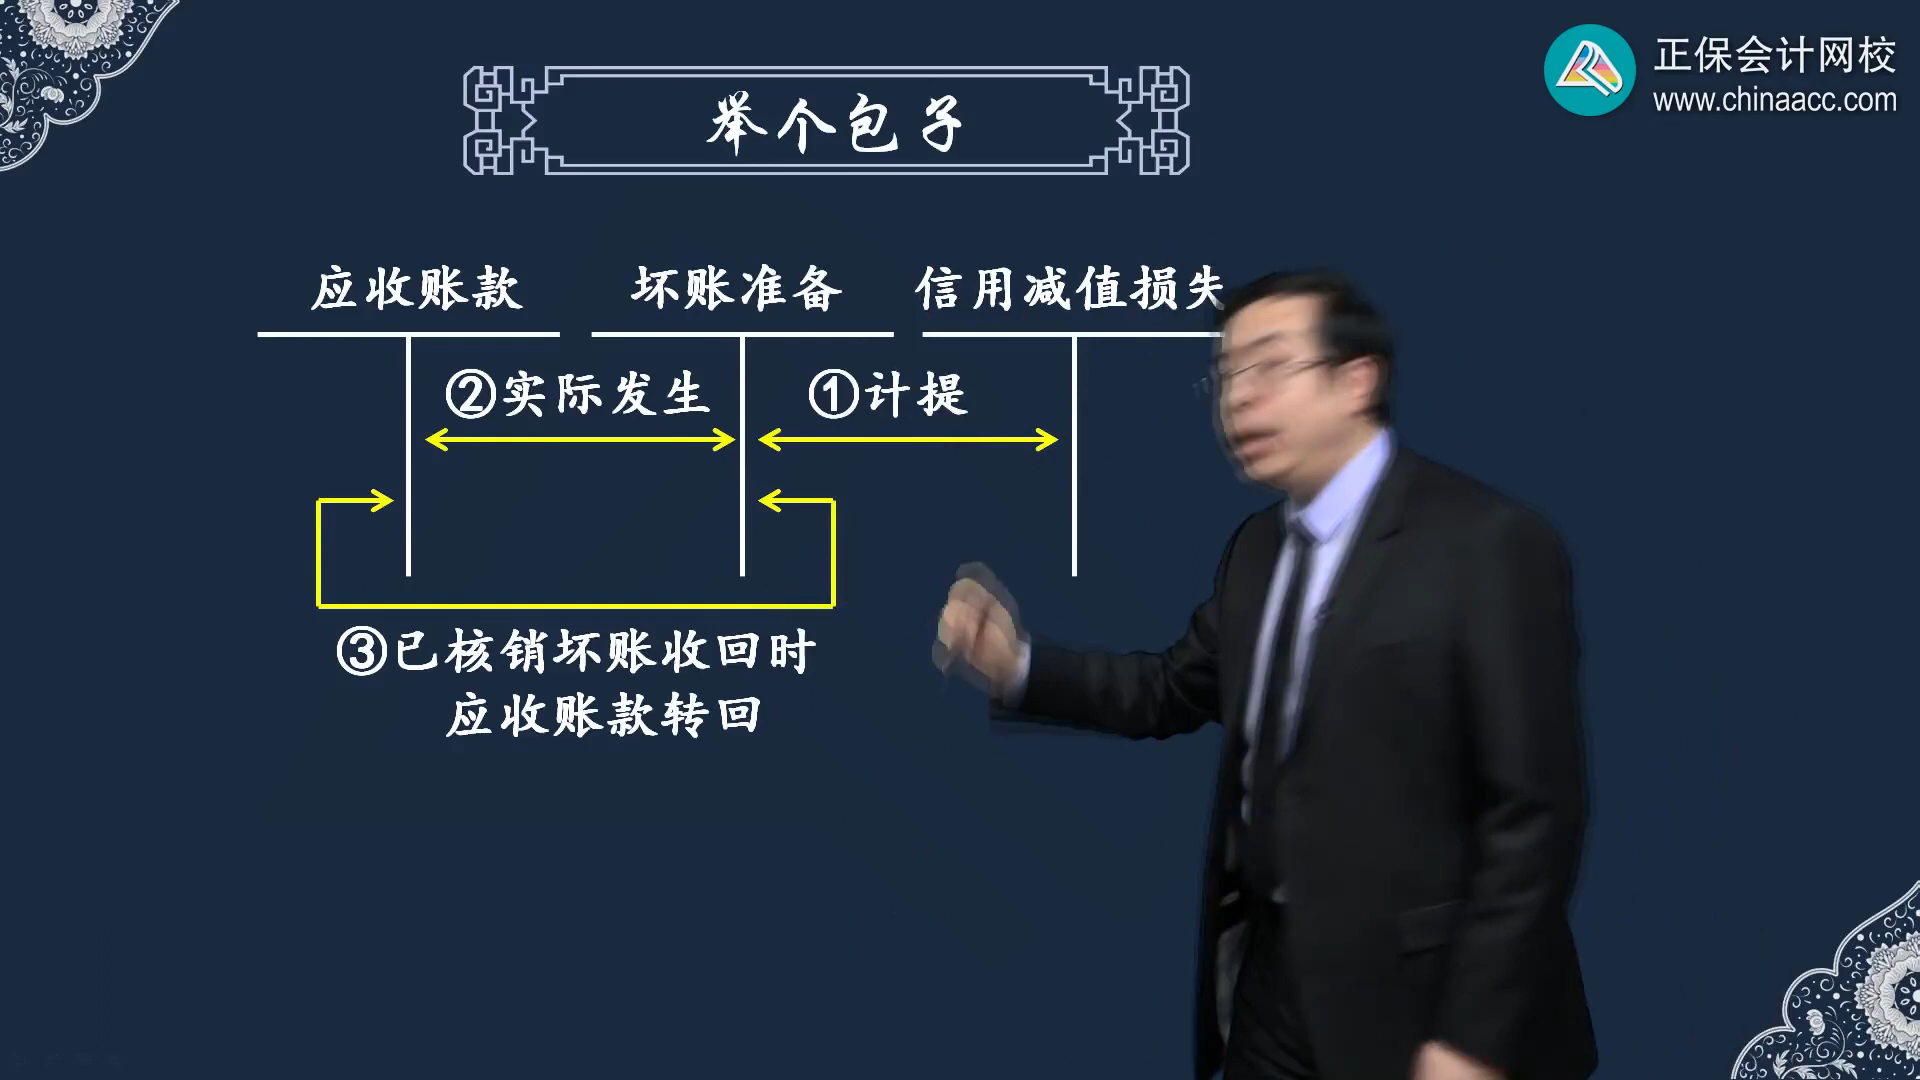 正保会计网校
www.chinaacc.com
举个包子
应收账款 坏账准备 信用减值损失
②实际发生 ①计提
③已核销坏账收回时
应收账款转回